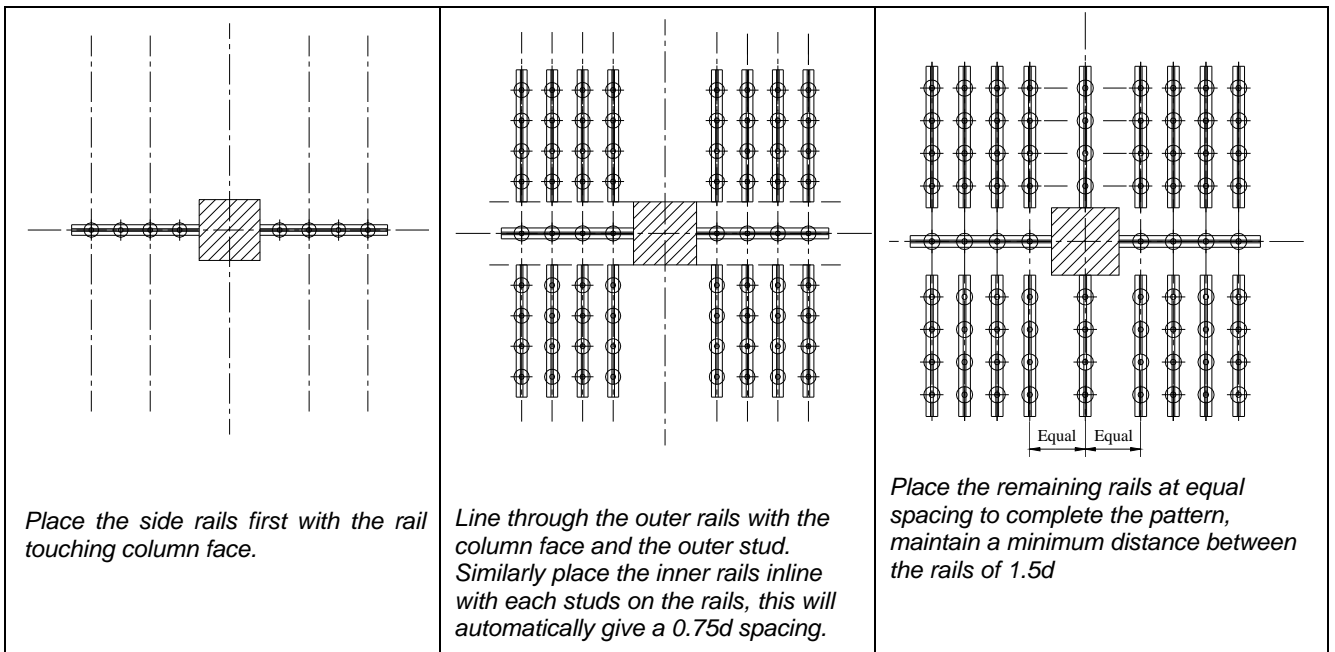 Place the side rails first with the rail
touching column face.
Line through the outer rails with the
column face and the outer stud.
Similarly place the inner rails inline
with each studs on the rails, this will
automatically give a 0.75d spacing.
Equal Equal
Place the remaining rails at equal
spacing to complete the pattern,
maintain a minimum distance between
the rails of 1.5d